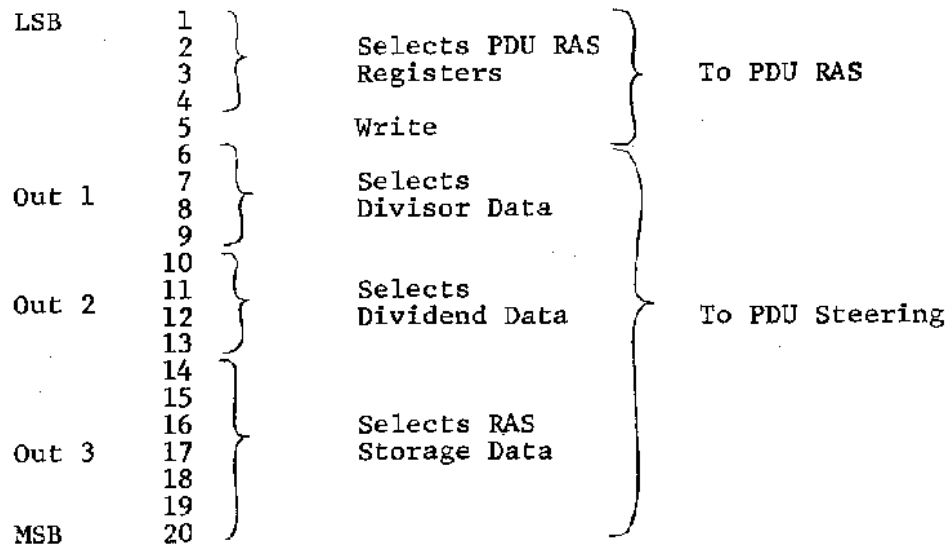 LSB 1
2 Selects PDU RAS
3 Registers To PDU RAS
4
5 Write
6
7 Selects
Out 1 8 Divisor Data
9
10
11 Selects
Out 2 12 Dividend Data To PDU Steering
13
14
15
16 Selects RAS
Out 3 17 Storage Data
18
19
MSB 20